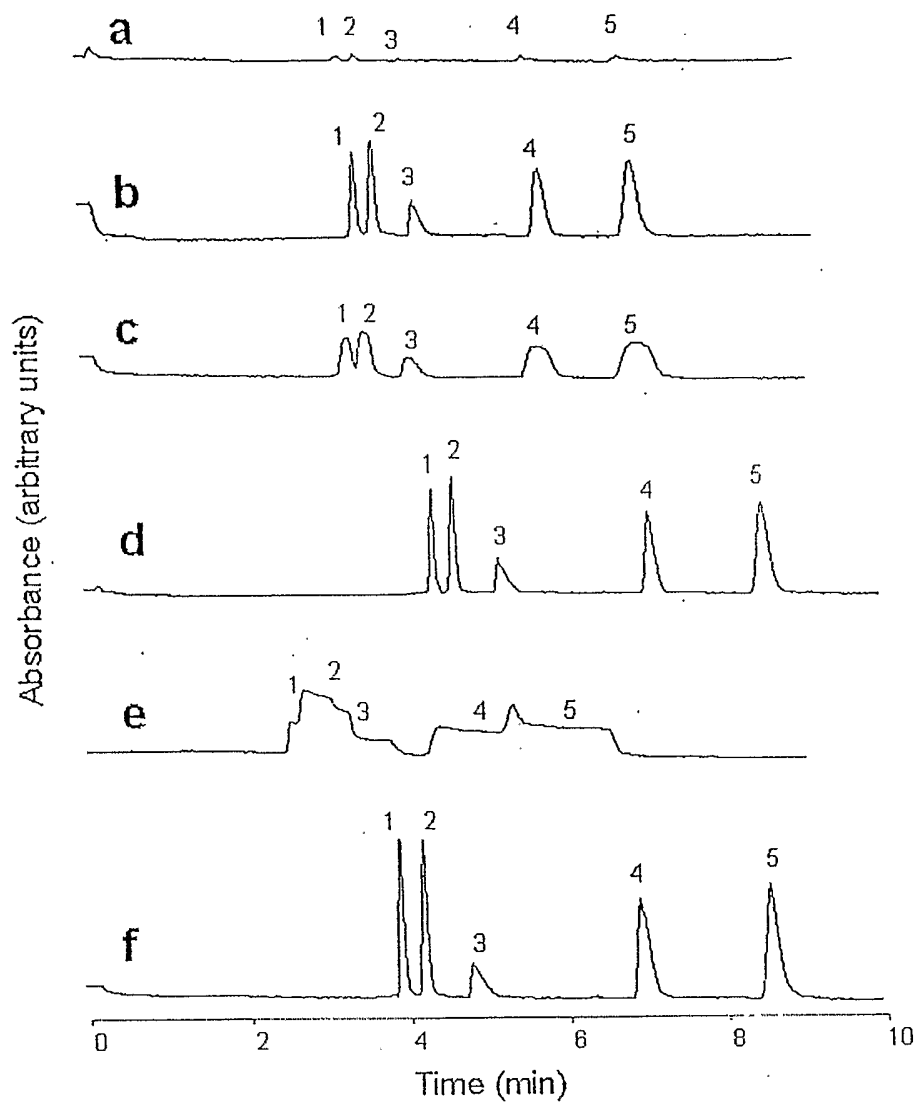 a 1 2 3 4 5
b 1 2 3 4 5
c 1 2 3 4 5
d 1 2 3 4 5
e 1 2 3 4 5
f 1 2 3 4 5
Absorbance (arbitrary units)
0 2 4 6 8 10
Time (min)